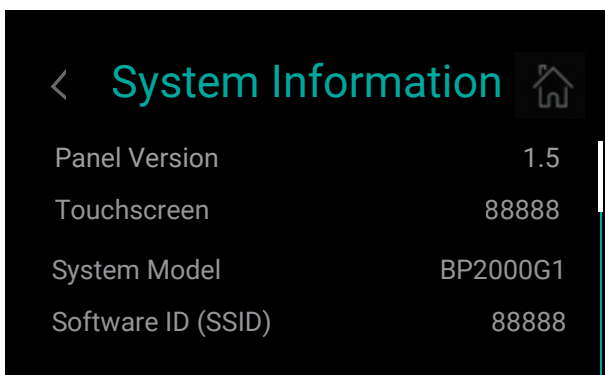 System Information
Panel Version 1.5
Touchscreen 88888
System Model BP2000G1
Software ID (SSID) 88888